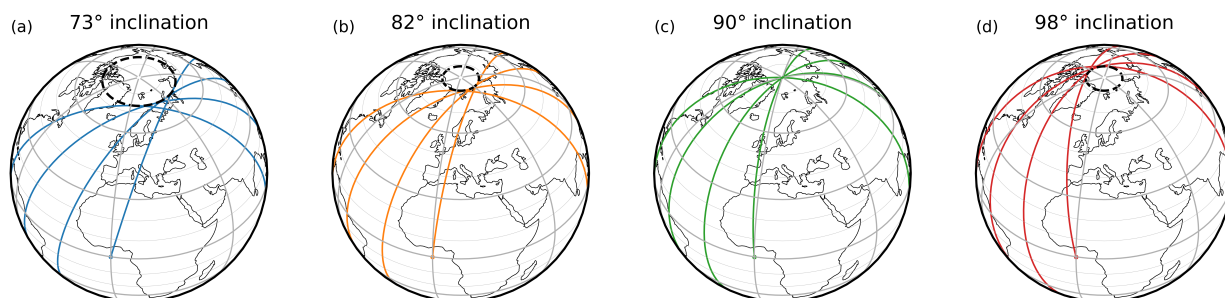 (a) 73° inclination
(b) 82° inclination
(c) 90° inclination
(d) 98° inclination